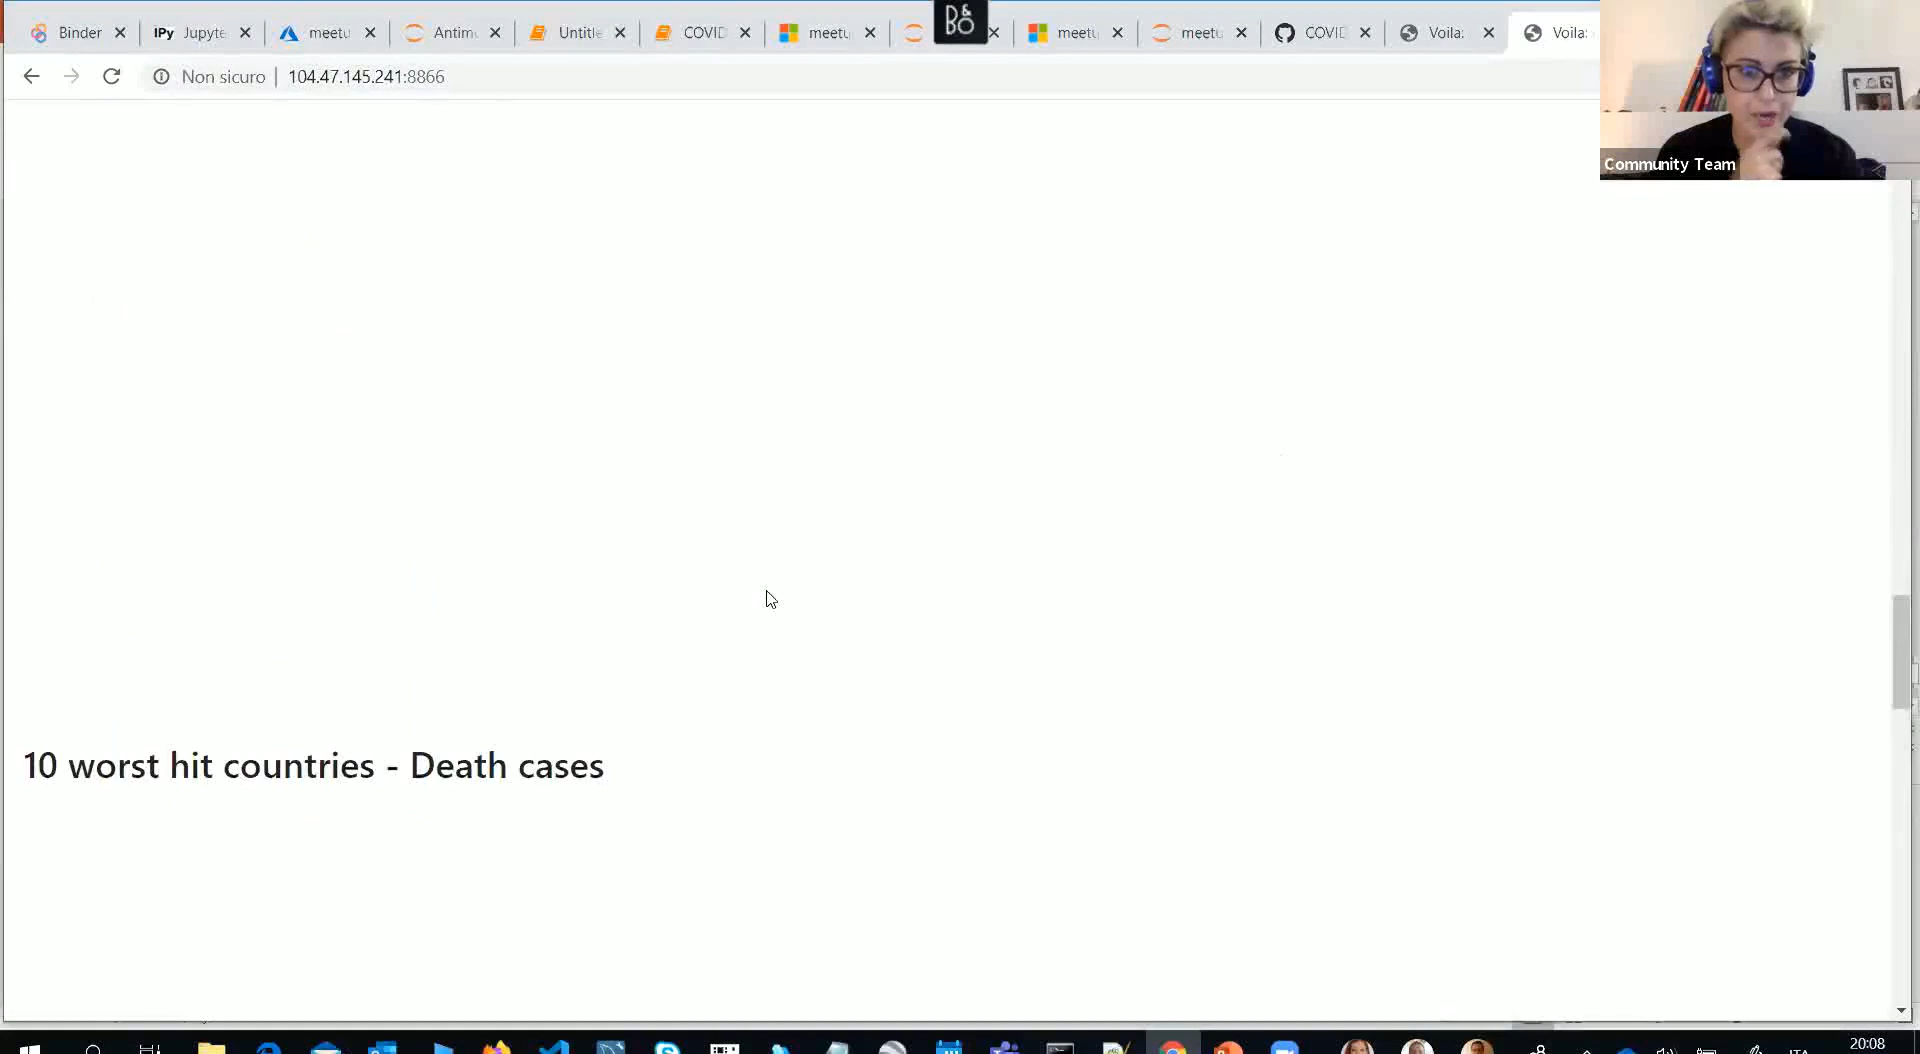 Binder
IPy Jupyte
meetu
Antim
Untitle
COVID
meetu
B&O
meetu
meetu
COVID
Voila:
Voila:
Non sicuro | 104.47.145.241:8866
Community Team
10 worst hit countries - Death cases
20:08